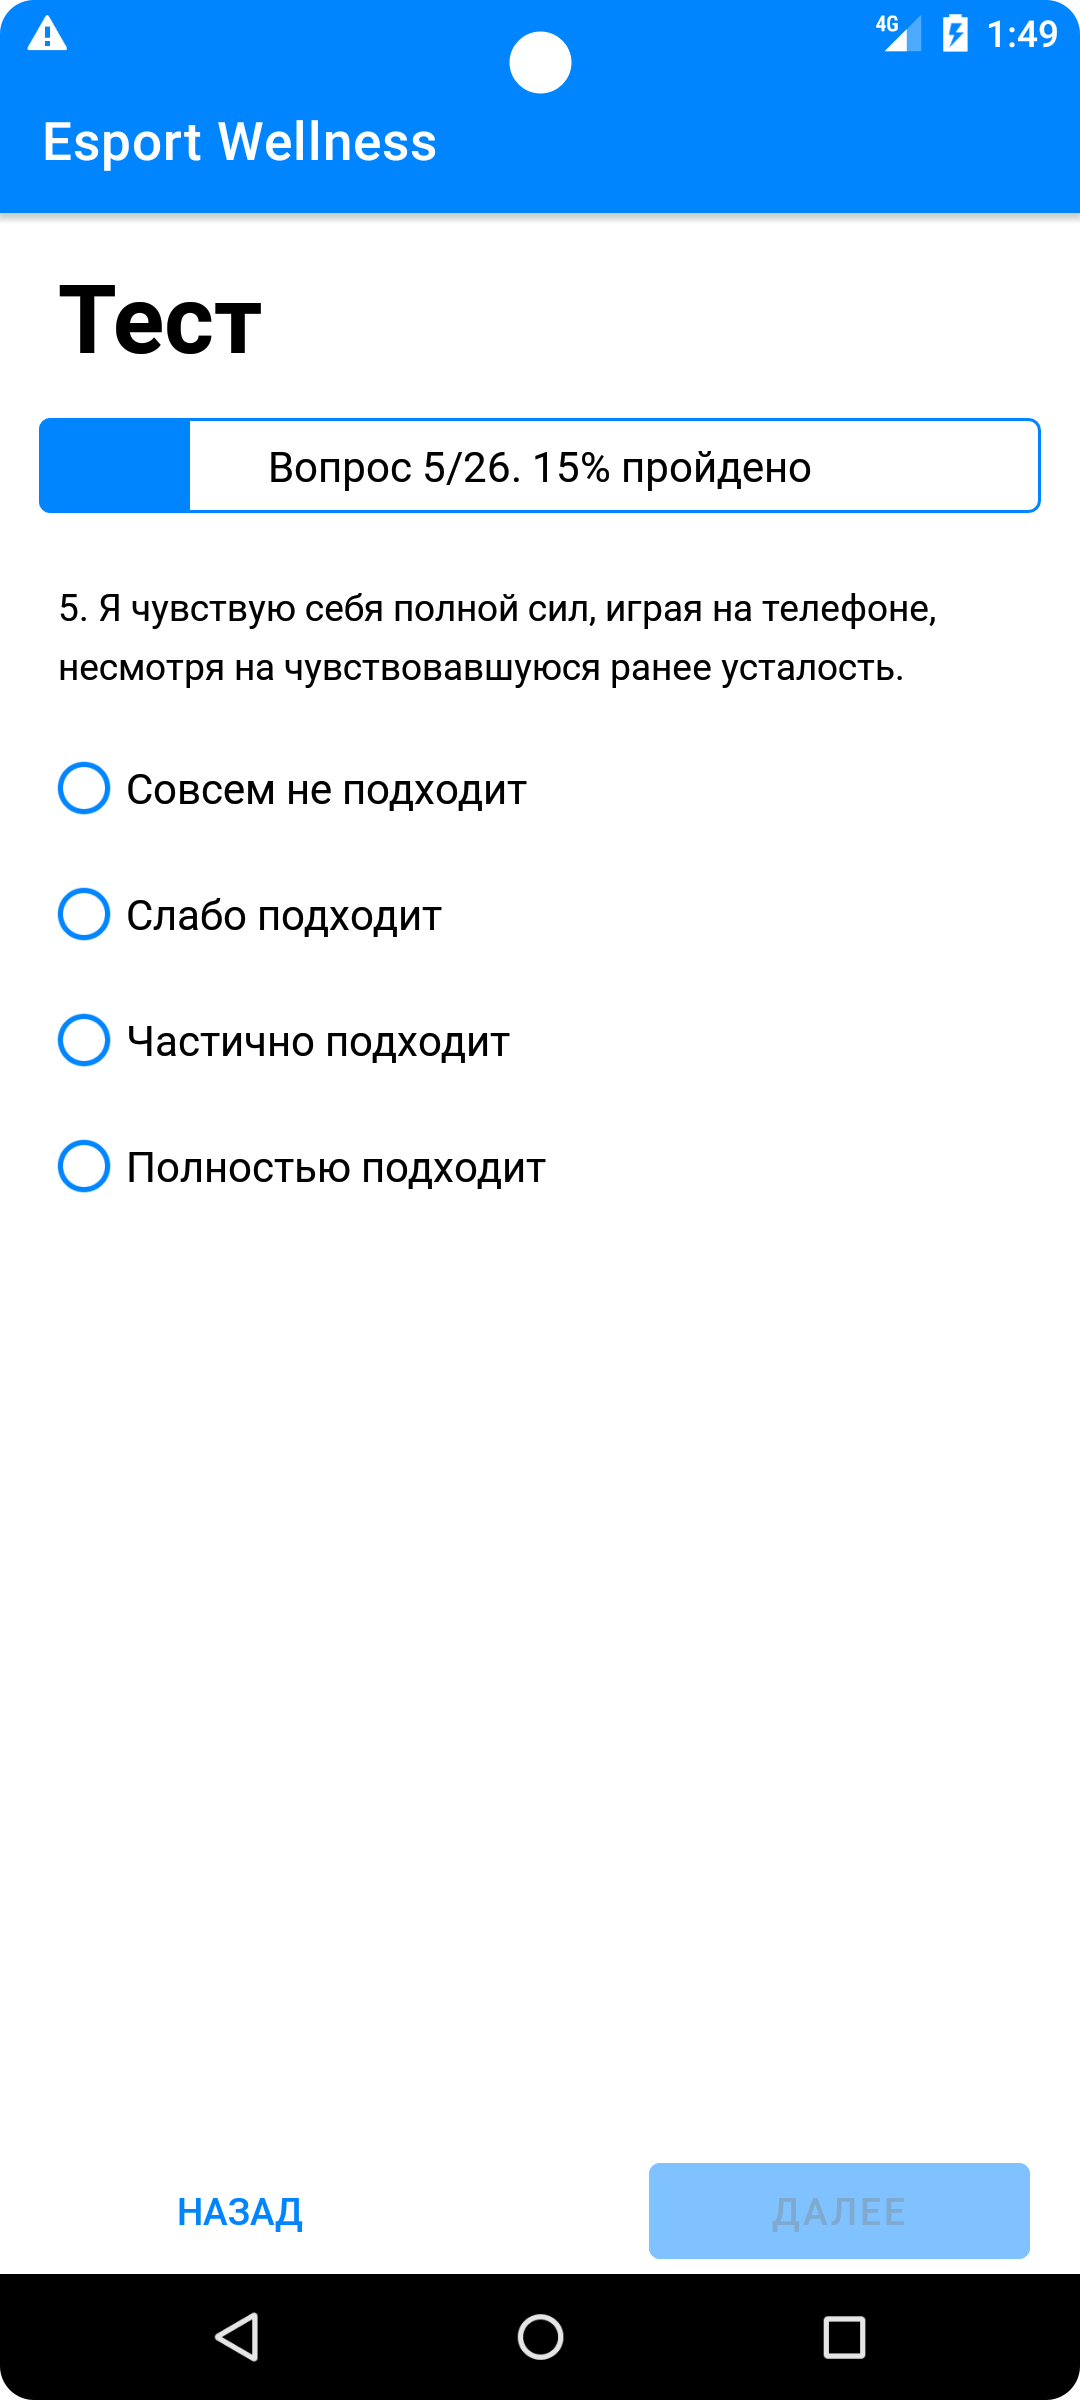 4G 1:49
Esport Wellness
Тест
Вопрос 5/26. 15% пройдено
5. Я чувствую себя полной сил, играя на телефоне,
несмотря на чувствовавшуюся ранее усталость.
Совсем не подходит
Слабо подходит
Частично подходит
Полностью подходит
НАЗАД
ДАЛЕЕ